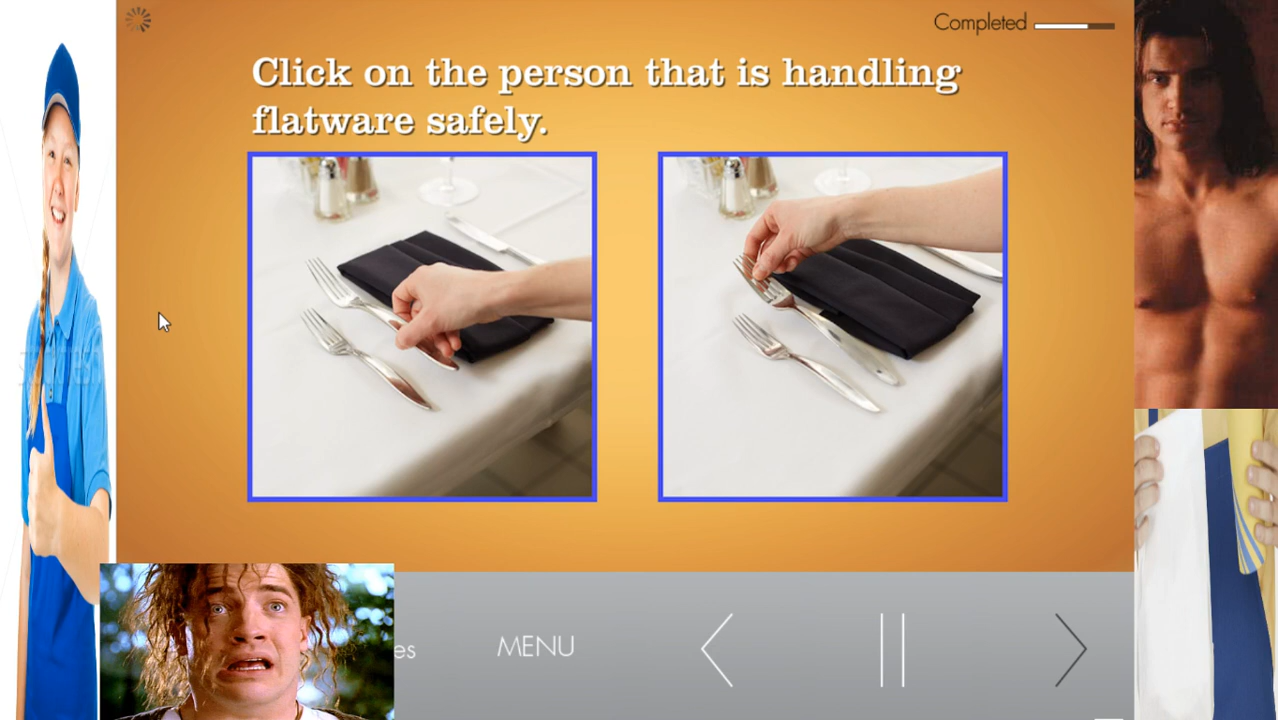 Completed
Click on the person that is handling
flatware safely.
es
MENU